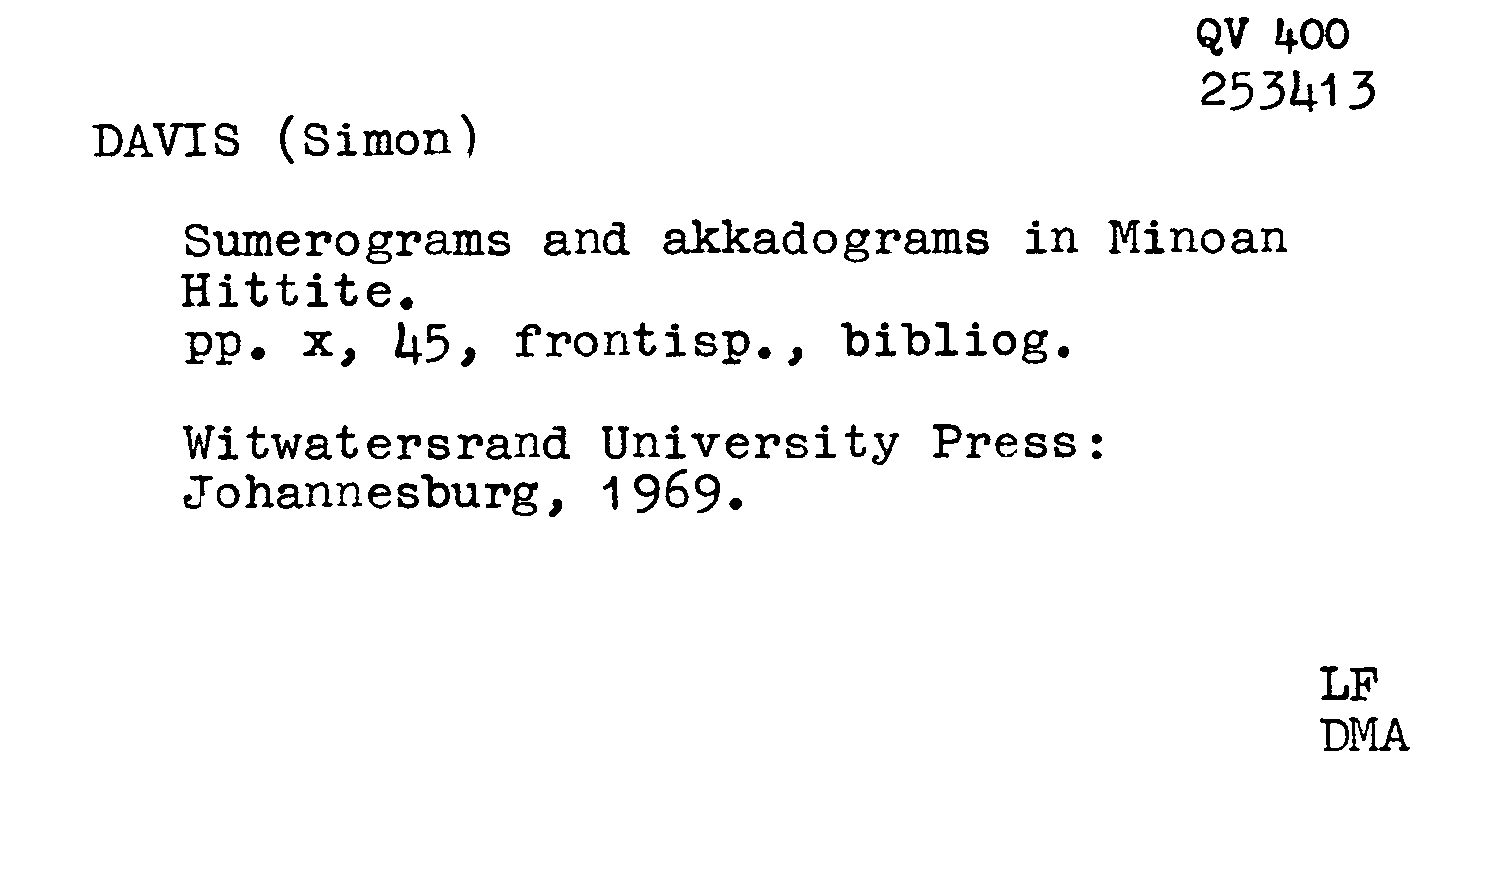 QV 400
253413
DAVIS (Simon)
Sumerograms and akkadograms in Minoan
Hittite.
pp. x, 45, frontisp., bibliog.
Witwatersrand University Press:
Johannesburg, 1969.
LF
DMA